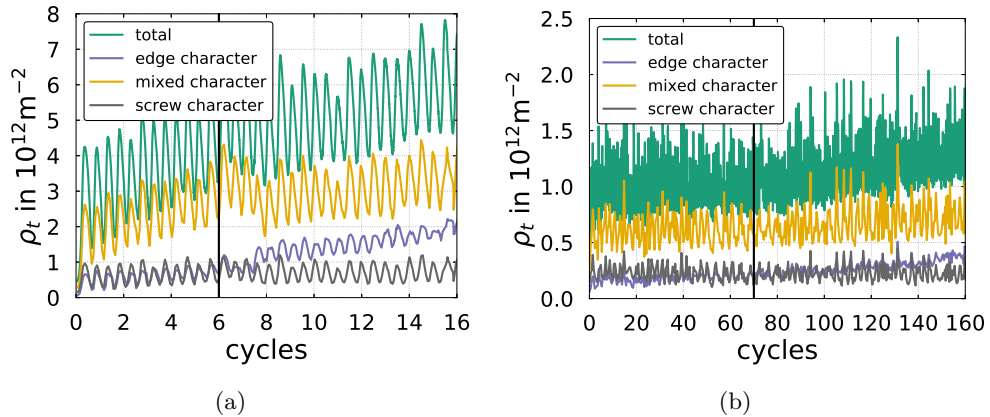 8
7
6
5
4
3
2
1
0
ρt in 10^12 m^−2
total
edge character
mixed character
screw character
0 2 4 6 8 10 12 14 16
cycles
(a)
2.5
2.0
1.5
1.0
0.5
0.0
ρt in 10^12 m^−2
total
edge character
mixed character
screw character
0 20 40 60 80 100 120 140 160
cycles
(b)